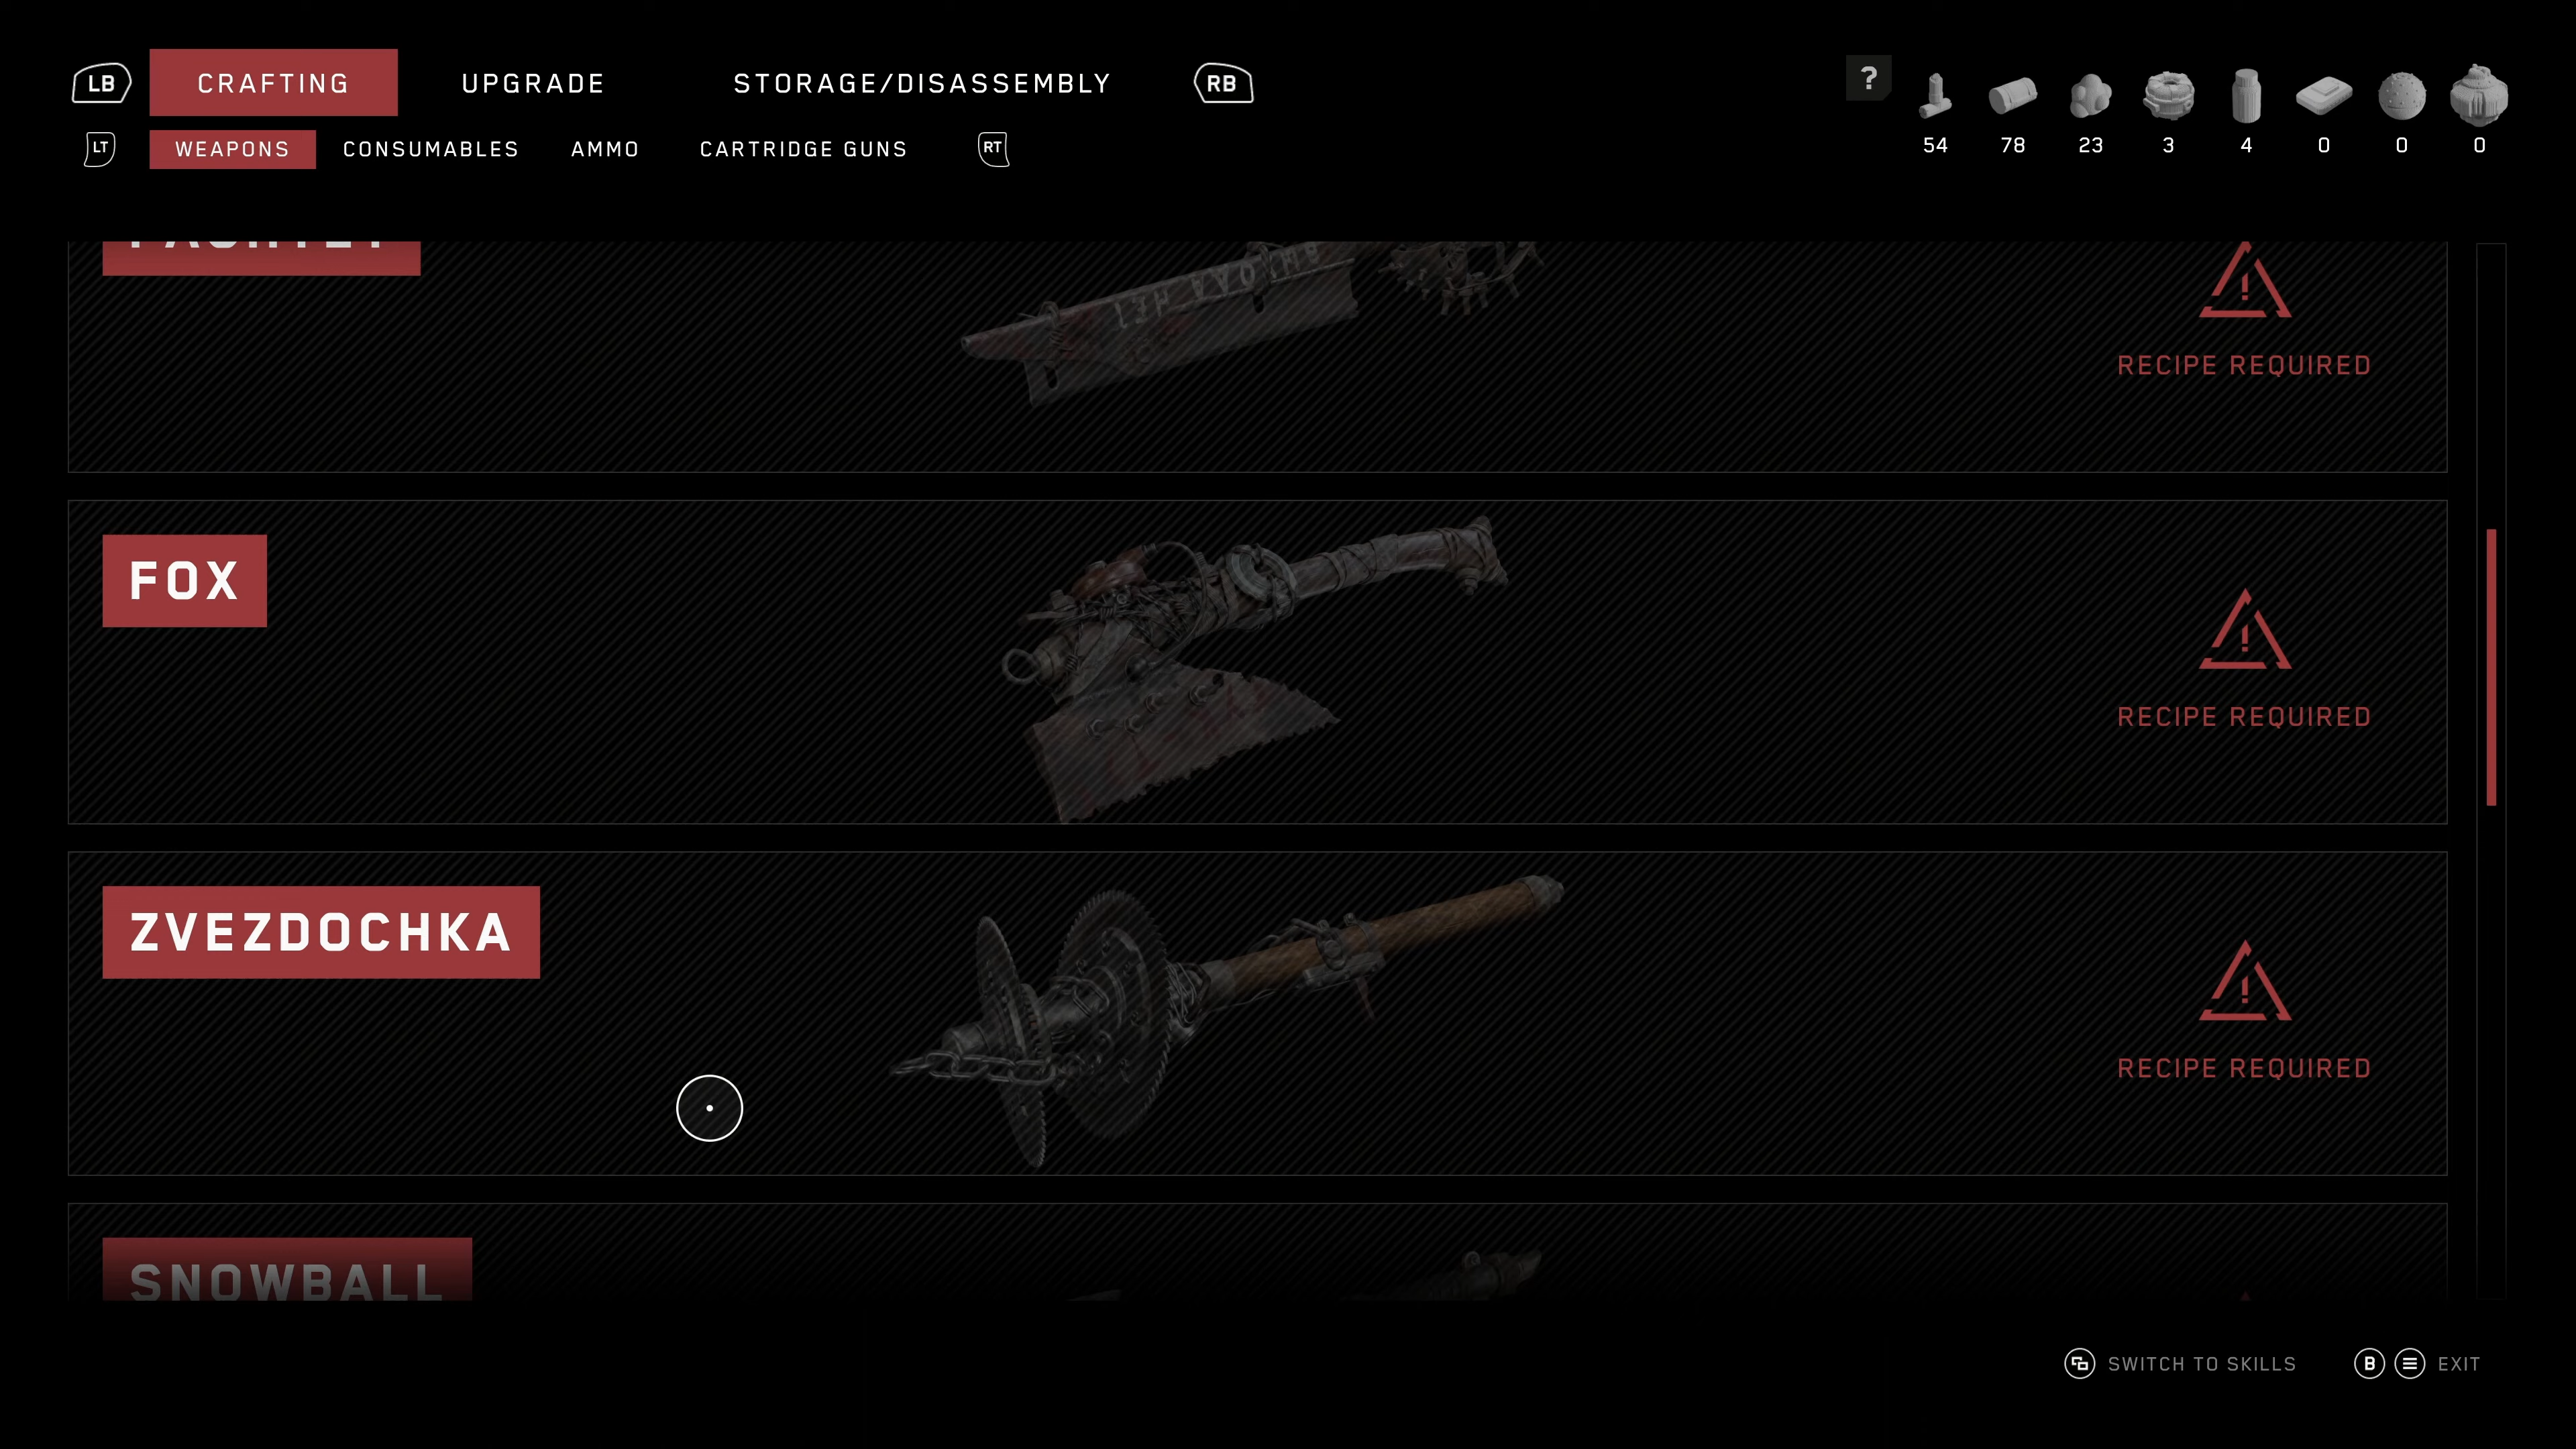 LB CRAFTING UPGRADE STORAGE/DISASSEMBLY RB ?
LT WEAPONS CONSUMABLES AMMO CARTRIDGE GUNS RT
54 78 23 3 4 0 0 0
RECIPE REQUIRED
FOX
RECIPE REQUIRED
ZVEZDOCHKA
RECIPE REQUIRED
SNOWBALL
SWITCH TO SKILLS B EXIT